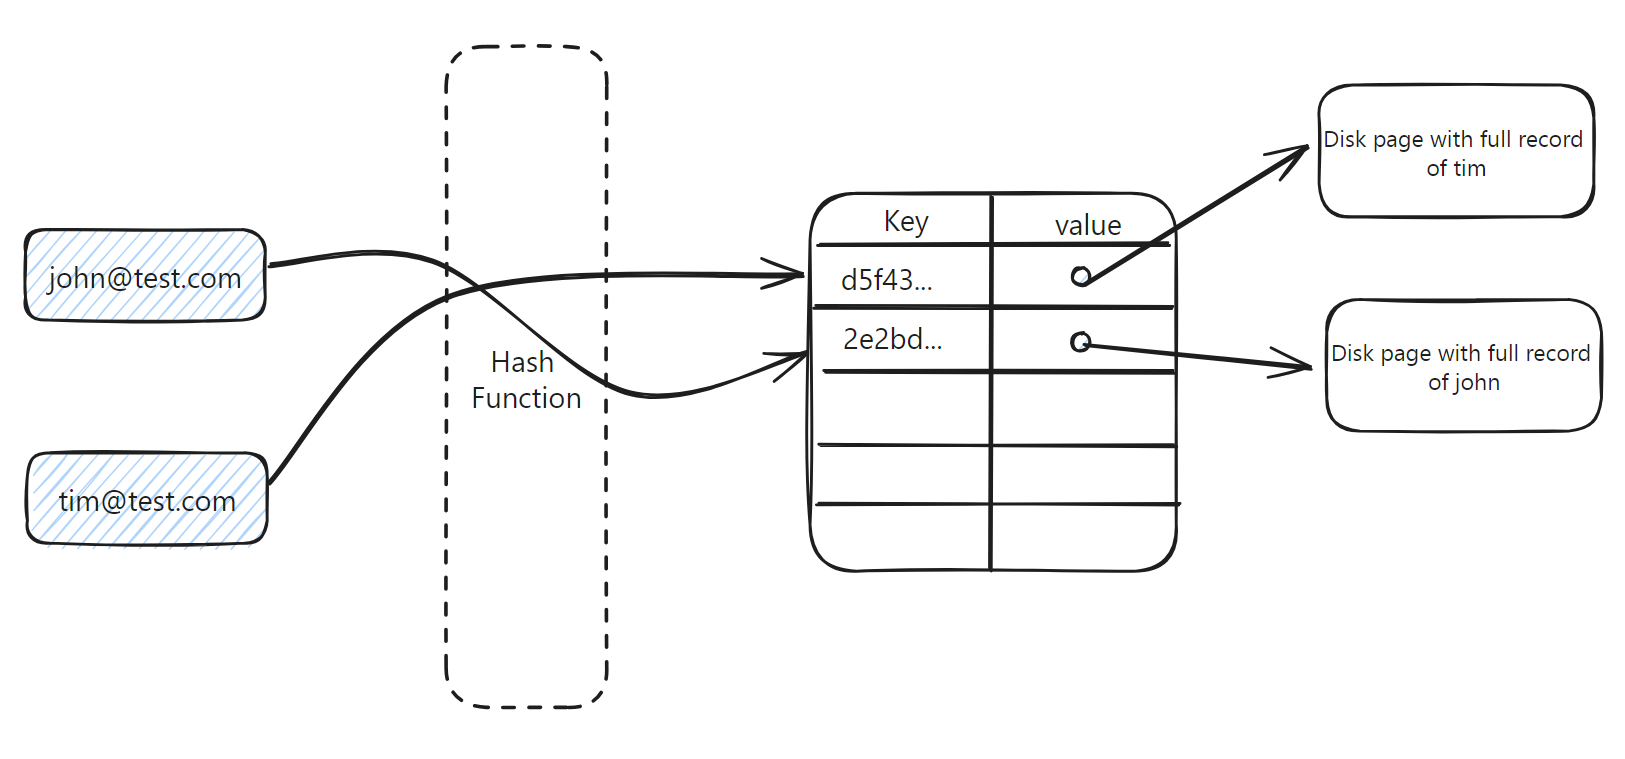 john@test.com
tim@test.com
Hash
Function
Key
value
d5f43...
2e2bd...
Disk page with full record
of tim
Disk page with full record
of john